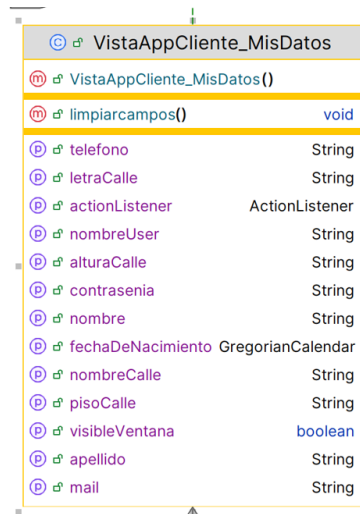 © VistaAppCliente_MisDatos
m VistaAppCliente_MisDatos()
m limpiarcampos() void
p telefono String
p letraCalle String
p actionListener ActionListener
p nombreUser String
p alturaCalle String
p contrasenia String
p nombre String
p fechaDeNacimiento GregorianCalendar
p nombreCalle String
p pisoCalle String
p visibleVentana boolean
p apellido String
p mail String